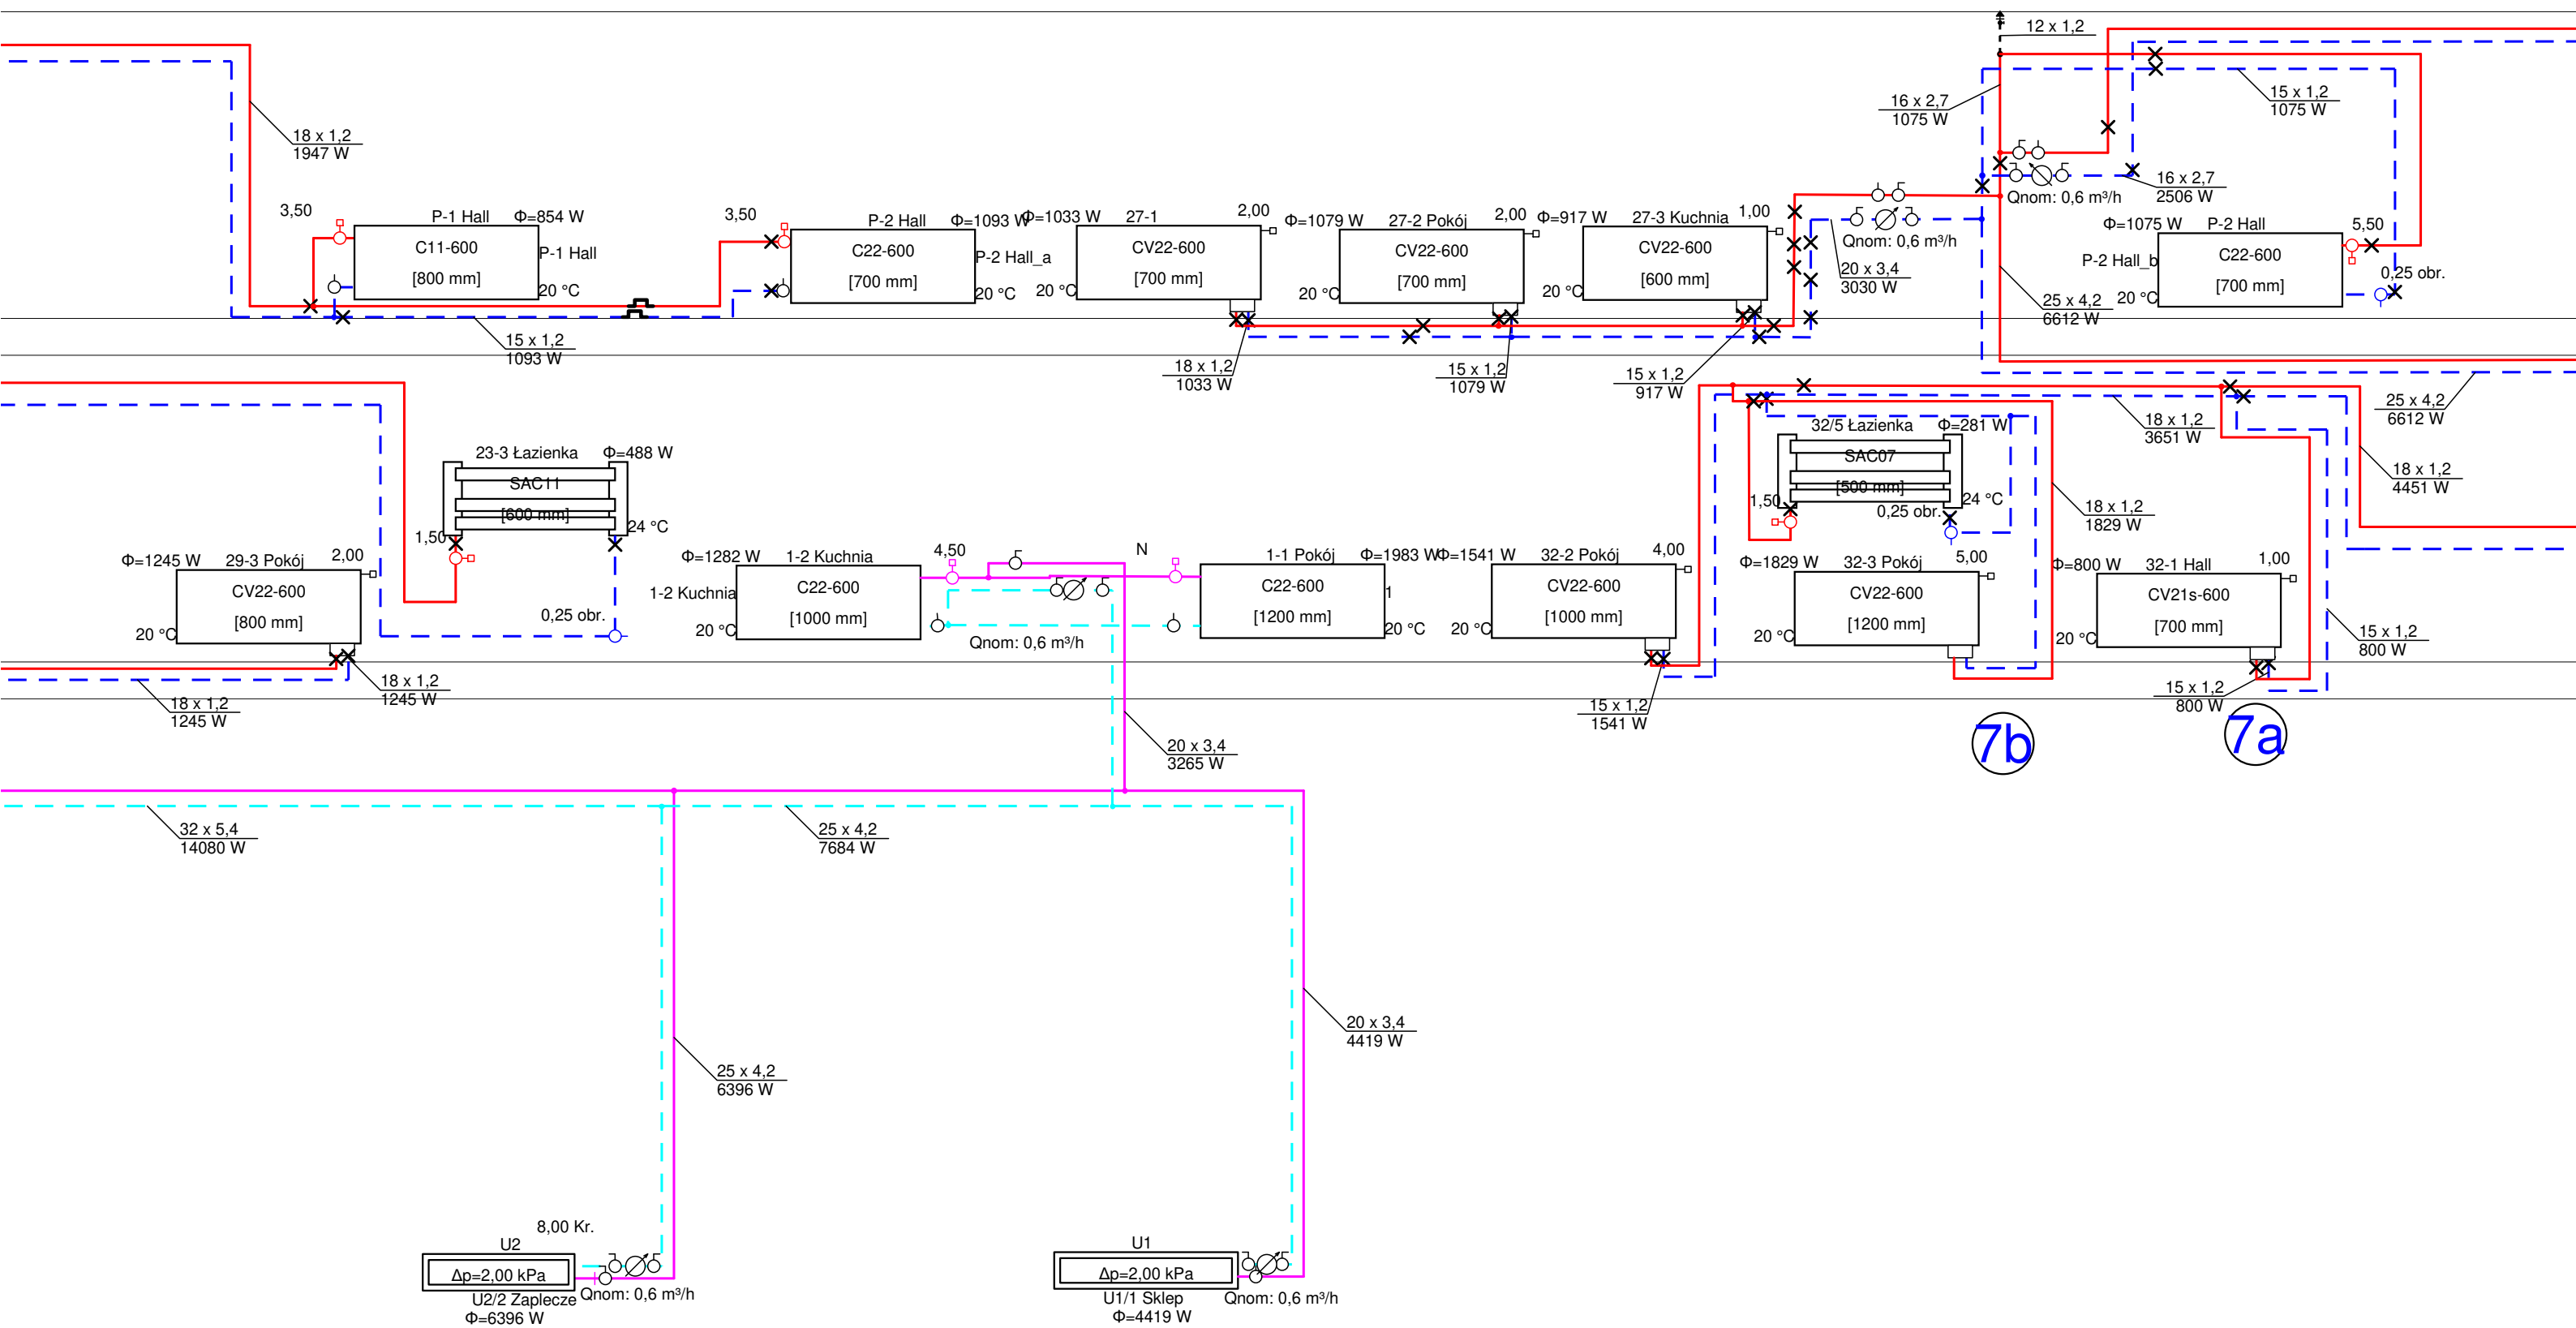 12 x 1,2
18 x 1,2
1947 W
16 x 2,7
1075 W
15 x 1,2
1075 W
16 x 2,7
2506 W
Qnom: 0,6 m³/h
3,50
P-1 Hall
Φ=854 W
C11-600
[800 mm]
P-1 Hall
20 °C
3,50
P-2 Hall
Φ=1093 W
C22-600
[700 mm]
P-2 Hall_a
20 °C
Φ=1033 W
27-1
2,00
CV22-600
[700 mm]
20 °C
Φ=1079 W
27-2 Pokój
2,00
CV22-600
[700 mm]
20 °C
Φ=917 W
27-3 Kuchnia
1,00
CV22-600
[600 mm]
20 °C
Qnom: 0,6 m³/h
20 x 3,4
3030 W
Φ=1075 W
P-2 Hall
5,50
P-2 Hall_b
C22-600
[700 mm]
20 °C
0,25 obr.
25 x 4,2
6612 W
15 x 1,2
1093 W
18 x 1,2
1033 W
15 x 1,2
1079 W
15 x 1,2
917 W
25 x 4,2
6612 W
18 x 1,2
3651 W
18 x 1,2
4451 W
23-3 Łazienka
Φ=488 W
SAC11
[600 mm]
24 °C
1,50
0,25 obr.
32/5 Łazienka
Φ=281 W
SAC07
[500 mm]
24 °C
1,50
0,25 obr.
18 x 1,2
1829 W
Φ=1245 W
29-3 Pokój
2,00
CV22-600
[800 mm]
20 °C
Φ=1282 W
1-2 Kuchnia
4,50
1-2 Kuchnia
C22-600
[1000 mm]
20 °C
Qnom: 0,6 m³/h
N
1-1 Pokój
Φ=1983 W
C22-600
[1200 mm]
1
20 °C
Φ=1541 W
32-2 Pokój
4,00
CV22-600
[1000 mm]
20 °C
Φ=1829 W
32-3 Pokój
5,00
CV22-600
[1200 mm]
20 °C
Φ=800 W
32-1 Hall
1,00
CV21s-600
[700 mm]
20 °C
15 x 1,2
800 W
18 x 1,2
1245 W
18 x 1,2
1245 W
15 x 1,2
1541 W
15 x 1,2
800 W
7b
7a
20 x 3,4
3265 W
32 x 5,4
14080 W
25 x 4,2
7684 W
20 x 3,4
4419 W
25 x 4,2
6396 W
8,00 Kr.
U2
Δp=2,00 kPa
U2/2 Zaplecze
Φ=6396 W
Qnom: 0,6 m³/h
U1
Δp=2,00 kPa
U1/1 Sklep
Φ=4419 W
Qnom: 0,6 m³/h